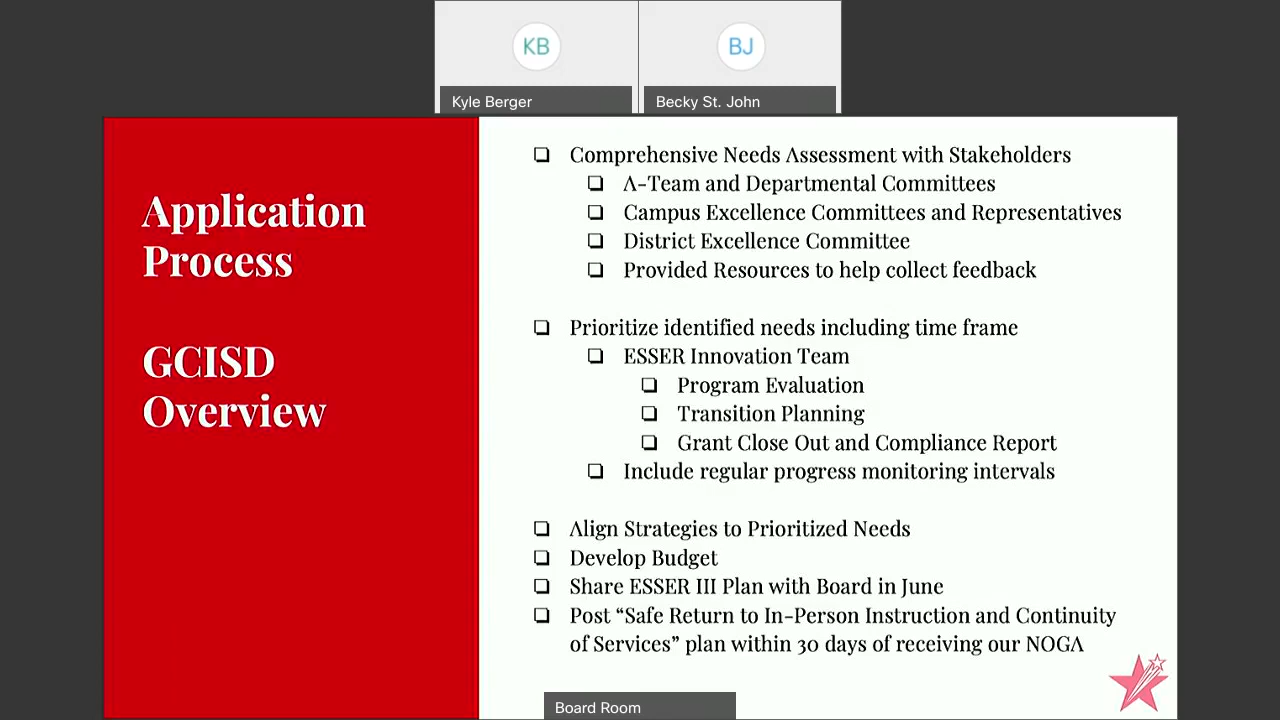 KB
BJ
Kyle Berger
Becky St. John
Application
Process
GCISD
Overview
Comprehensive Needs Assessment with Stakeholders
A-Team and Departmental Committees
Campus Excellence Committees and Representatives
District Excellence Committee
Provided Resources to help collect feedback
Prioritize identified needs including time frame
ESSER Innovation Team
Program Evaluation
Transition Planning
Grant Close Out and Compliance Report
Include regular progress monitoring intervals
Align Strategies to Prioritized Needs
Develop Budget
Share ESSER III Plan with Board in June
Post “Safe Return to In-Person Instruction and Continuity
of Services” plan within 30 days of receiving our NOGA
Board Room